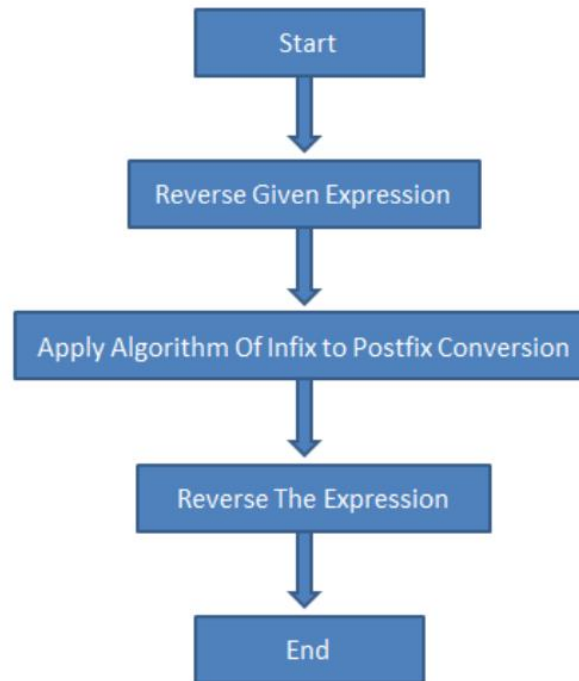 Start
Reverse Given Expression
Apply Algorithm Of Infix to Postfix Conversion
Reverse The Expression
End